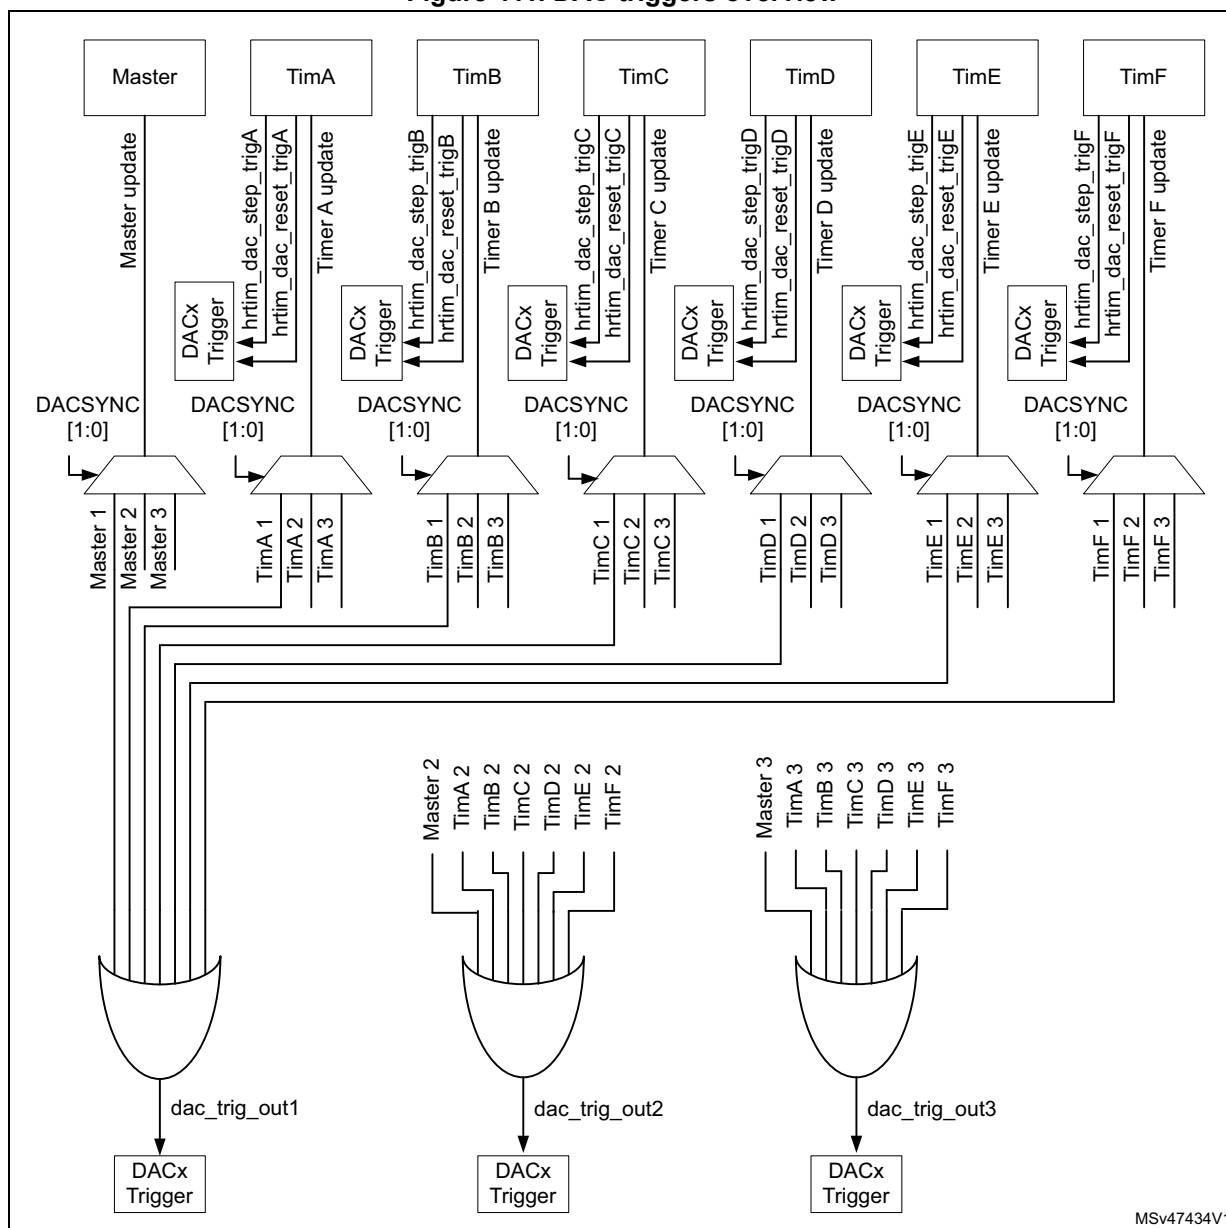 Master TimA TimB TimC TimD TimE TimF
Master update
hrtim_dac_step_trigA
hrtim_dac_reset_trigA
Timer A update
hrtim_dac_step_trigB
hrtim_dac_reset_trigB
Timer B update
hrtim_dac_step_trigC
hrtim_dac_reset_trigC
Timer C update
hrtim_dac_step_trigD
hrtim_dac_reset_trigD
Timer D update
hrtim_dac_step_trigE
hrtim_dac_reset_trigE
Timer E update
hrtim_dac_step_trigF
hrtim_dac_reset_trigF
Timer F update
DACx
Trigger
DACx
Trigger
DACx
Trigger
DACx
Trigger
DACx
Trigger
DACx
Trigger
DACSYNC
[1:0]
DACSYNC
[1:0]
DACSYNC
[1:0]
DACSYNC
[1:0]
DACSYNC
[1:0]
DACSYNC
[1:0]
DACSYNC
[1:0]
Master 1
Master 2
Master 3
TimA 1
TimA 2
TimA 3
TimB 1
TimB 2
TimB 3
TimC 1
TimC 2
TimC 3
TimD 1
TimD 2
TimD 3
TimE 1
TimE 2
TimE 3
TimF 1
TimF 2
TimF 3
Master 2
TimA 2
TimB 2
TimC 2
TimD 2
TimE 2
TimF 2
Master 3
TimA 3
TimB 3
TimC 3
TimD 3
TimE 3
TimF 3
dac_trig_out1
dac_trig_out2
dac_trig_out3
DACx
Trigger
DACx
Trigger
DACx
Trigger
MSv47434V1